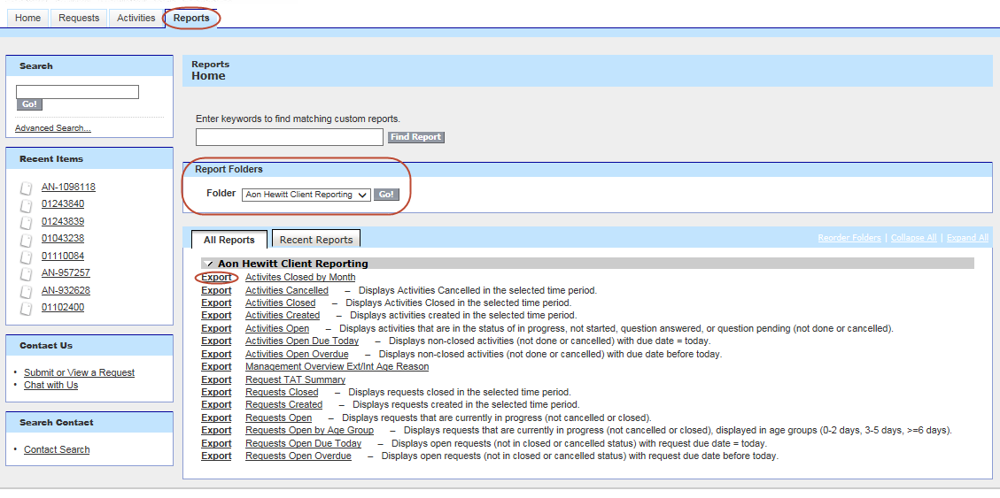 Home Requests Activities Reports
Search
Go!
Advanced Search...
Recent Items
AN-1098118
01243840
01243839
01043238
01110084
AN-957257
AN-932628
01102400
Contact Us
• Submit or View a Request
• Chat with Us
Search Contact
• Contact Search
Reports
Home
Enter keywords to find matching custom reports.
Find Report
Report Folders
Folder Aon Hewitt Client Reporting Go!
All Reports Recent Reports Reorder Folders | Collapse All | Expand All
Aon Hewitt Client Reporting
Export Activites Closed by Month
Export Activities Cancelled – Displays Activities Cancelled in the selected time period.
Export Activities Closed – Displays Activities Closed in the selected time period.
Export Activities Created – Displays activities created in the selected time period.
Export Activities Open – Displays activities that are in the status of in progress, not started, question answered, or question pending (not done or cancelled).
Export Activities Open Due Today – Displays non-closed activities (not done or cancelled) with due date = today.
Export Activities Open Overdue – Displays non-closed activities (not done or cancelled) with due date before today.
Export Management Overview Ext/Int Age Reason
Export Request TAT Summary
Export Requests Closed – Displays requests closed in the selected time period.
Export Requests Created – Displays requests created in the selected time period.
Export Requests Open – Displays requests that are currently in progress (not cancelled or closed).
Export Requests Open by Age Group – Displays requests that are currently in progress (not cancelled or closed), displayed in age groups (0-2 days, 3-5 days, >=6 days).
Export Requests Open Due Today – Displays open requests (not in closed or cancelled status) with request due date = today.
Export Requests Open Overdue – Displays open requests (not in closed or cancelled status) with request due date before today.